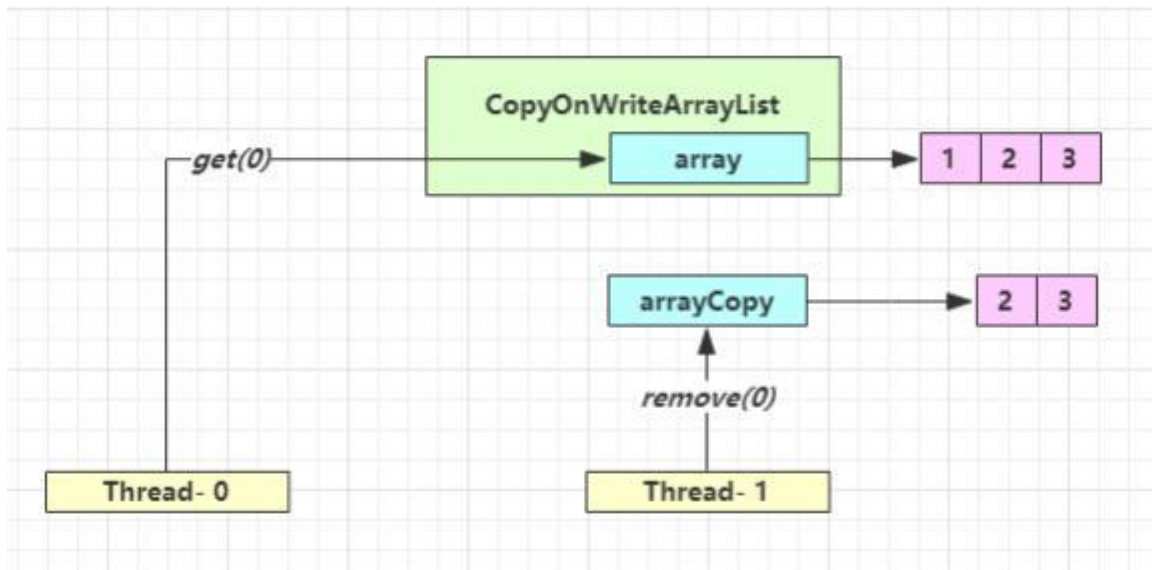 CopyOnWriteArrayList
get(0)
array
1 2 3
arrayCopy
2 3
remove(0)
Thread- 0
Thread- 1